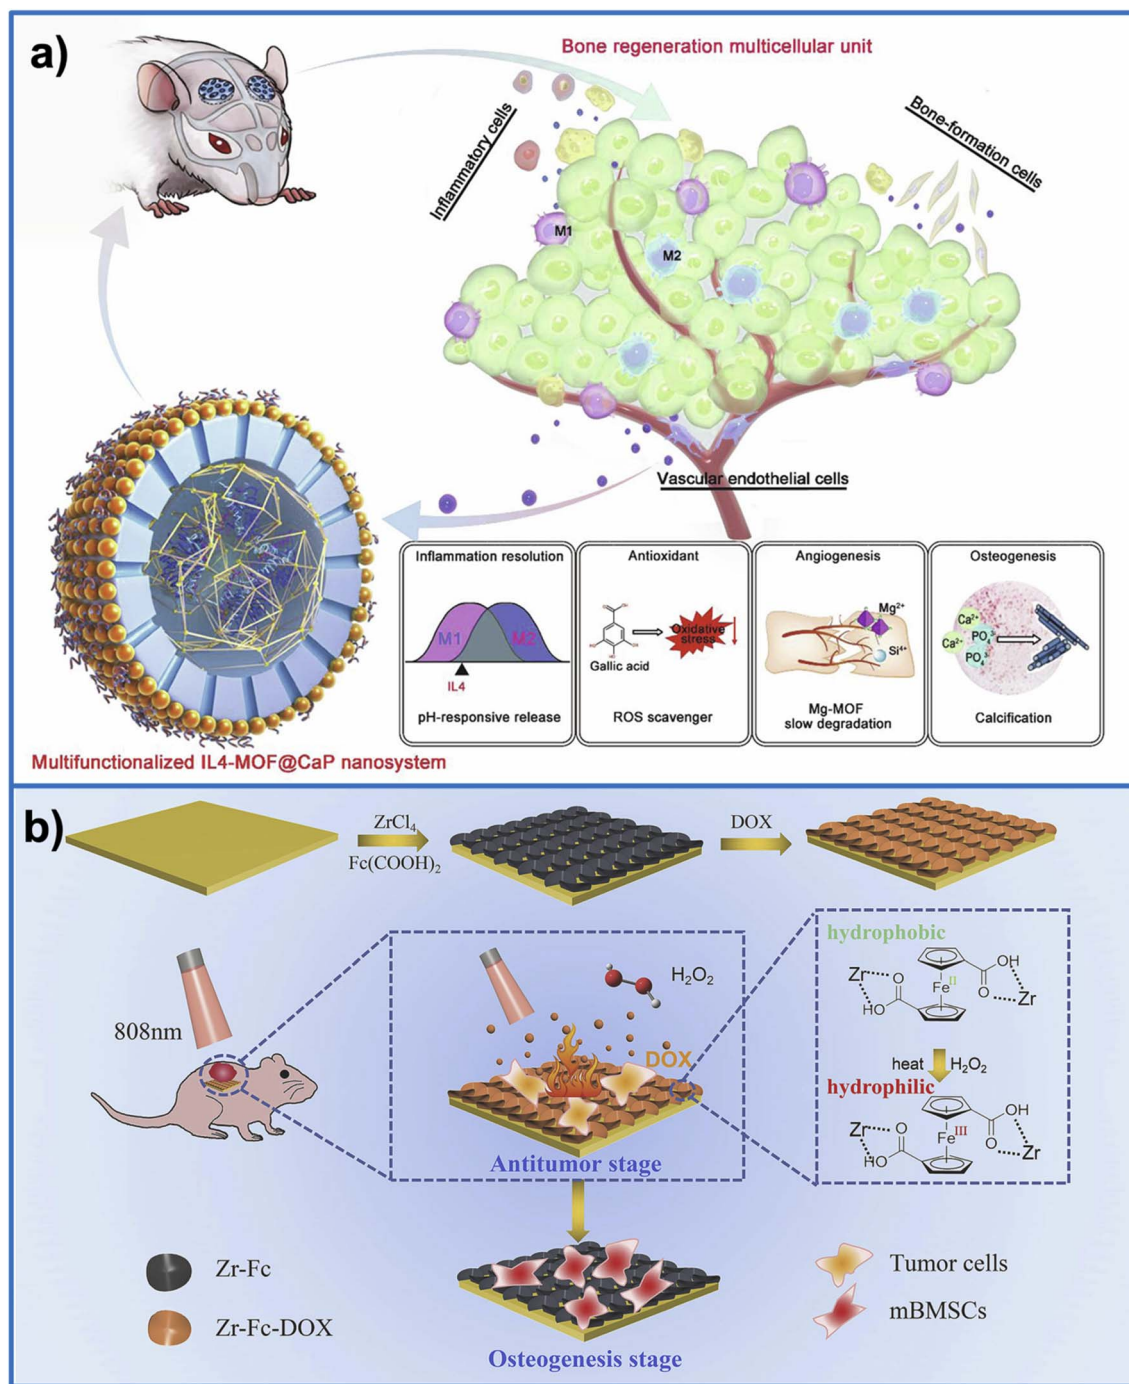 a)
Bone regeneration multicellular unit
Inflammatory cells
Bone-formation cells
M1
M2
Vascular endothelial cells
Inflammation resolution
M1
M2
IL4
pH-responsive release
Antioxidant
Gallic acid
Oxidative
stress
ROS scavenger
Angiogenesis
Mg²⁺
Si⁴⁺
Mg-MOF
slow degradation
Osteogenesis
Ca²⁺
Ca²⁺
PO₄³⁻
PO₄³⁻
Calcification
Multifunctionalized IL4-MOF@CaP nanosystem
b)
ZrCl₄
Fc(COOH)₂
DOX
808nm
H₂O₂
DOX
Antitumor stage
hydrophobic
Zr
O
HO
Feᴵᴵ
OH
O
Zr
heat
H₂O₂
hydrophilic
Zr
O
HO
Feᴵᴵᴵ
OH
O
Zr
Zr-Fc
Zr-Fc-DOX
Tumor cells
mBMSCs
Osteogenesis stage